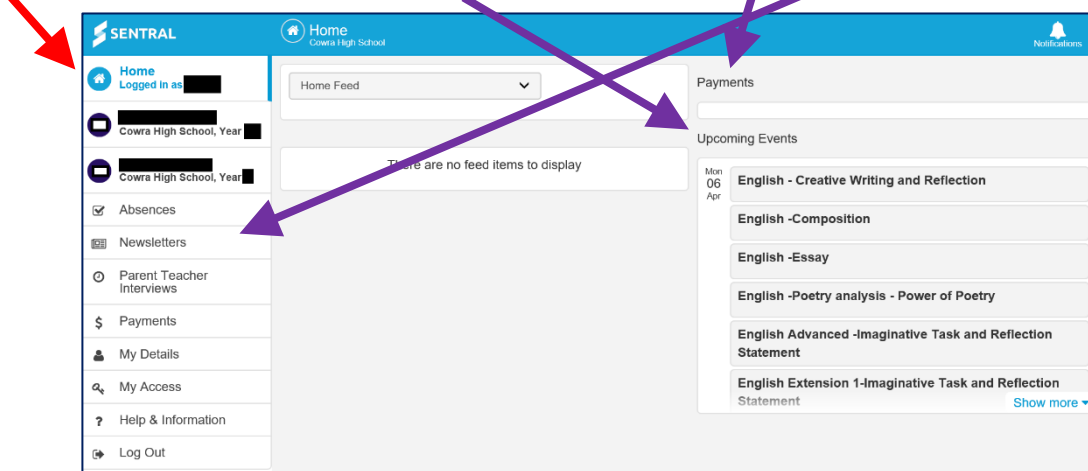 SENTRAL
Home
Cowra High School
Notifications
Home
Logged in as
Cowra High School, Year
Cowra High School, Year
Absences
Newsletters
Parent Teacher
Interviews
Payments
My Details
My Access
Help & Information
Log Out
Home Feed
There are no feed items to display
Payments
Upcoming Events
Mon
06
Apr
English - Creative Writing and Reflection
English -Composition
English -Essay
English -Poetry analysis - Power of Poetry
English Advanced -Imaginative Task and Reflection
Statement
English Extension 1-Imaginative Task and Reflection
Statement
Show more